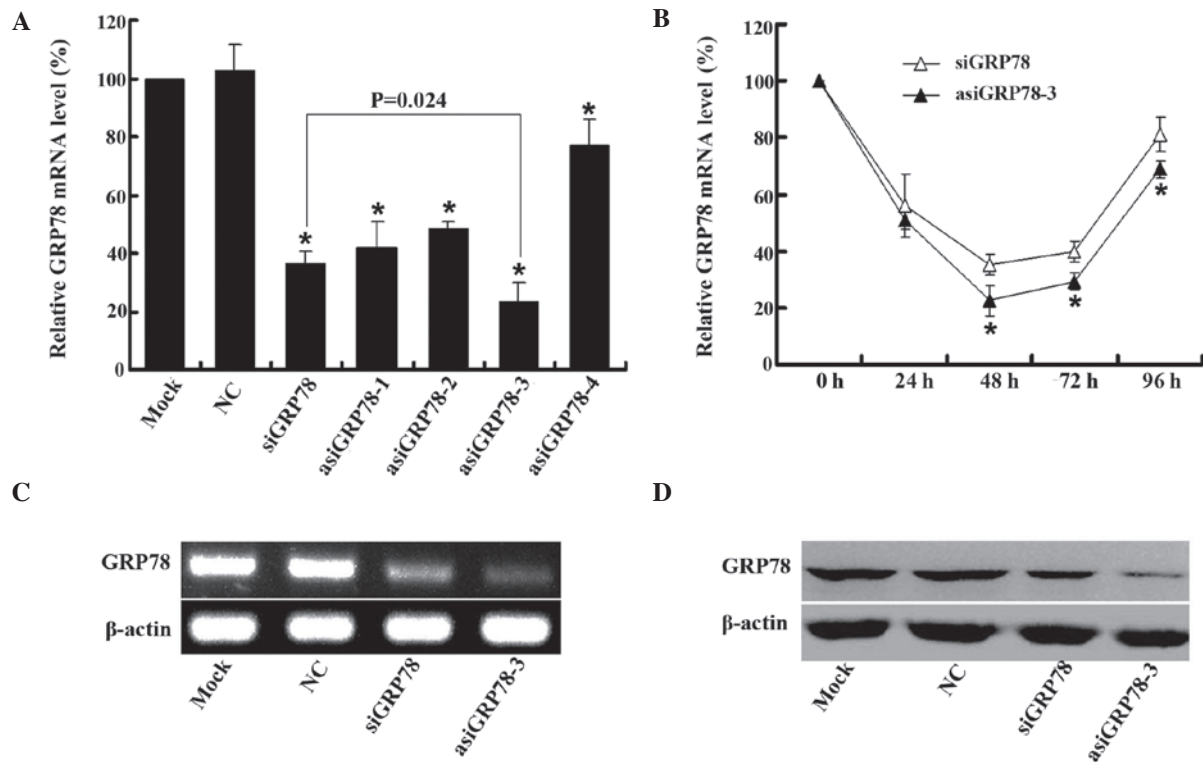 A
Relative GRP78 mRNA level (%)
120
100
80
60
40
20
0
P=0.024
*
*
*
*
*
Mock
NC
siGRP78
asiGRP78-1
asiGRP78-2
asiGRP78-3
asiGRP78-4
B
Relative GRP78 mRNA level (%)
120
100
80
60
40
20
0
siGRP78
asiGRP78-3
*
*
*
0 h
24 h
48 h
-72 h
96 h
C
GRP78
β-actin
Mock
NC
siGRP78
asiGRP78-3
D
GRP78
β-actin
Mock
NC
siGRP78
asiGRP78-3